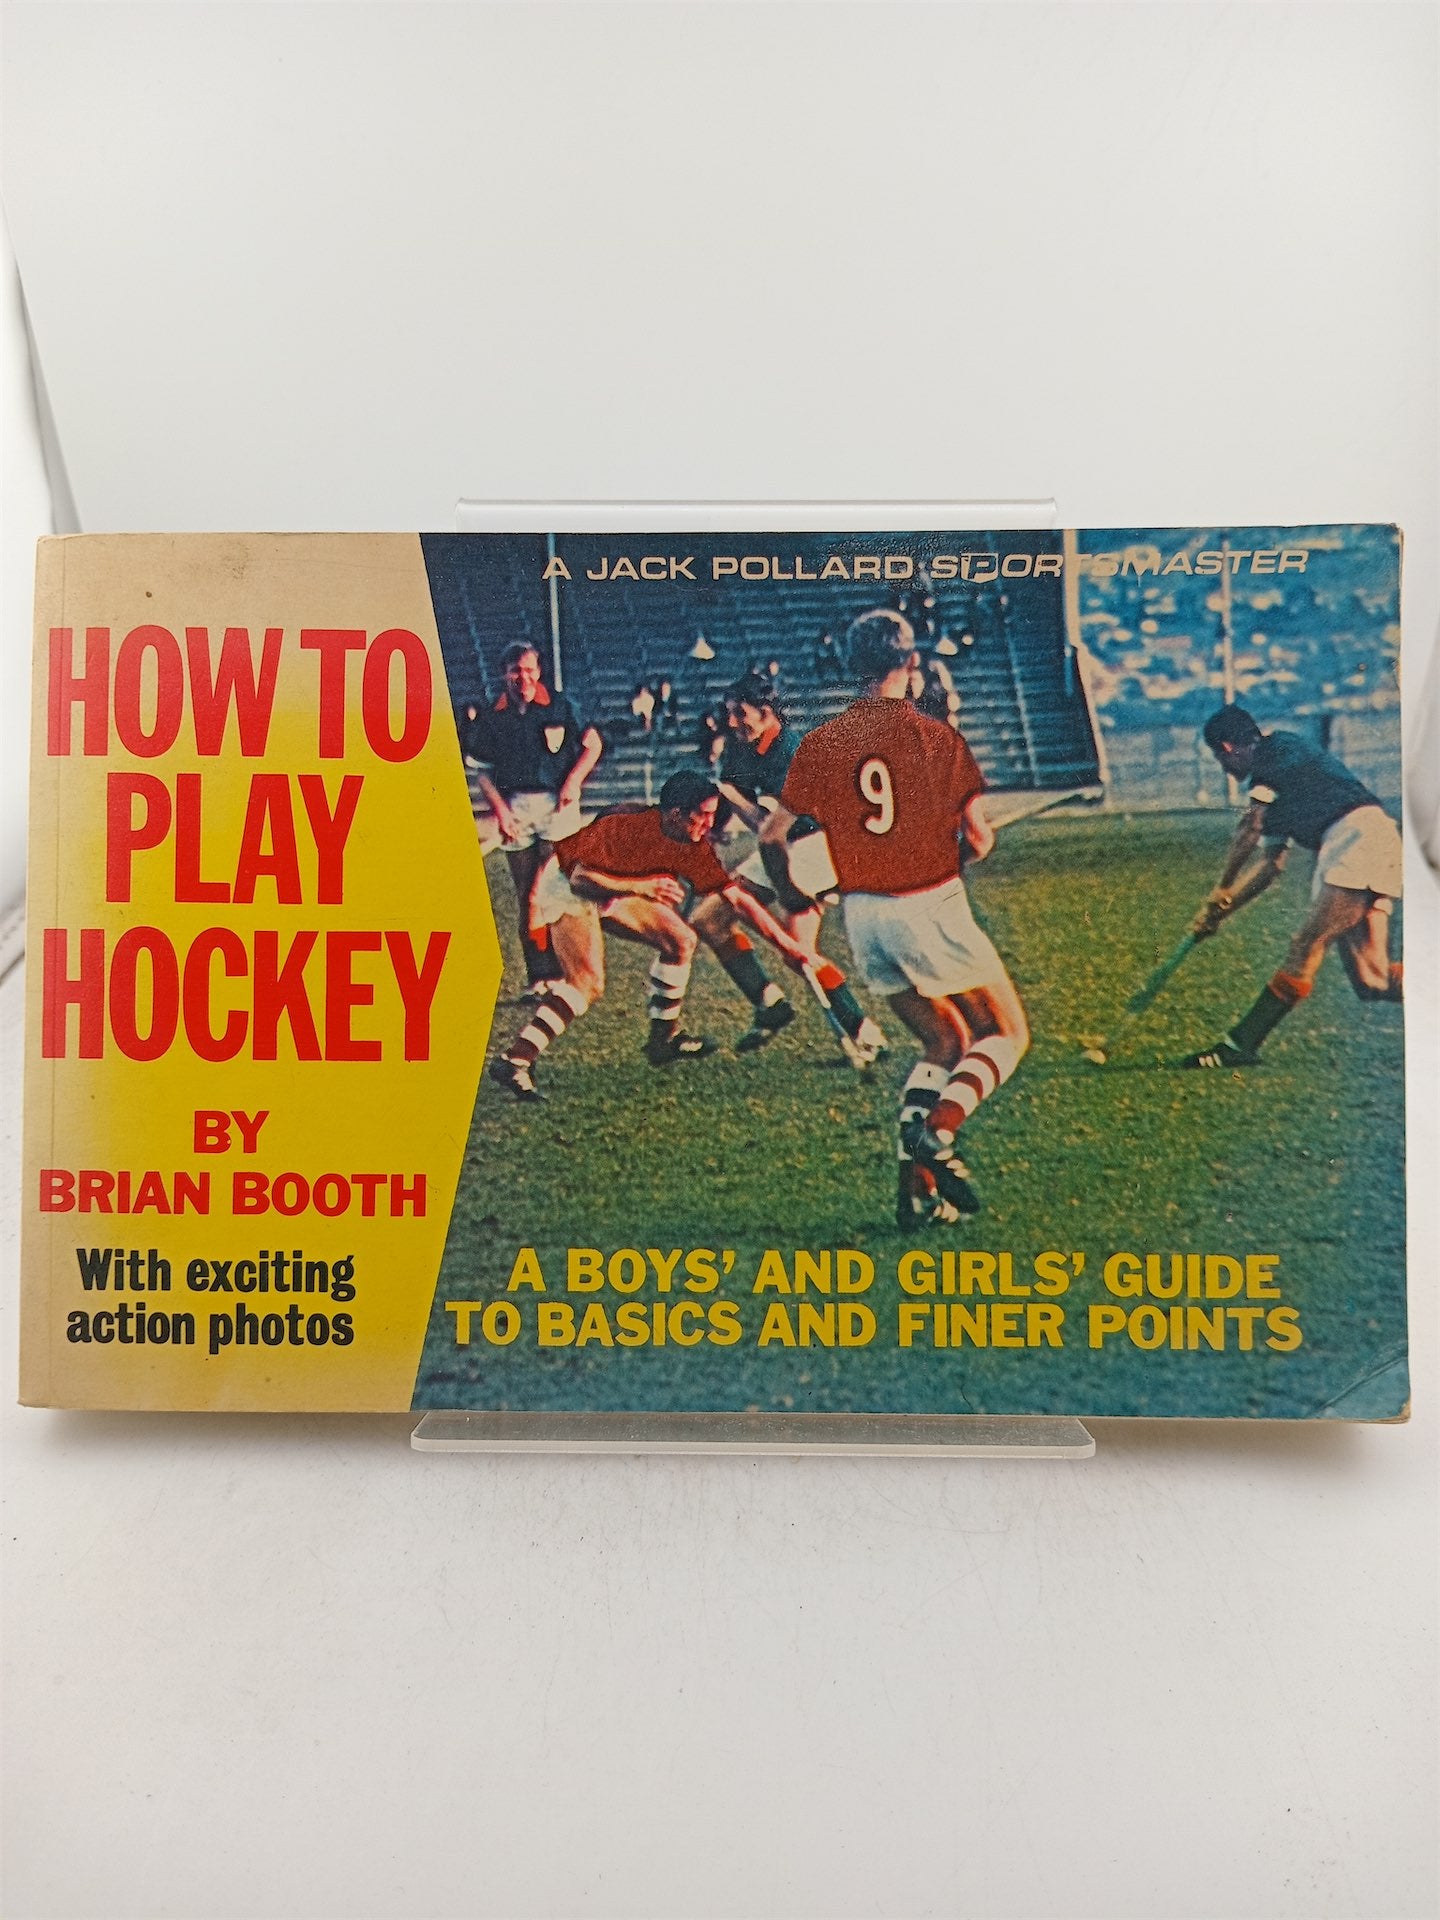 A JACK POLLARD SPORTSMASTER
HOW TO
PLAY
HOCKEY
BY
BRIAN BOOTH
With exciting
action photos
9
A BOYS' AND GIRLS' GUIDE
TO BASICS AND FINER POINTS